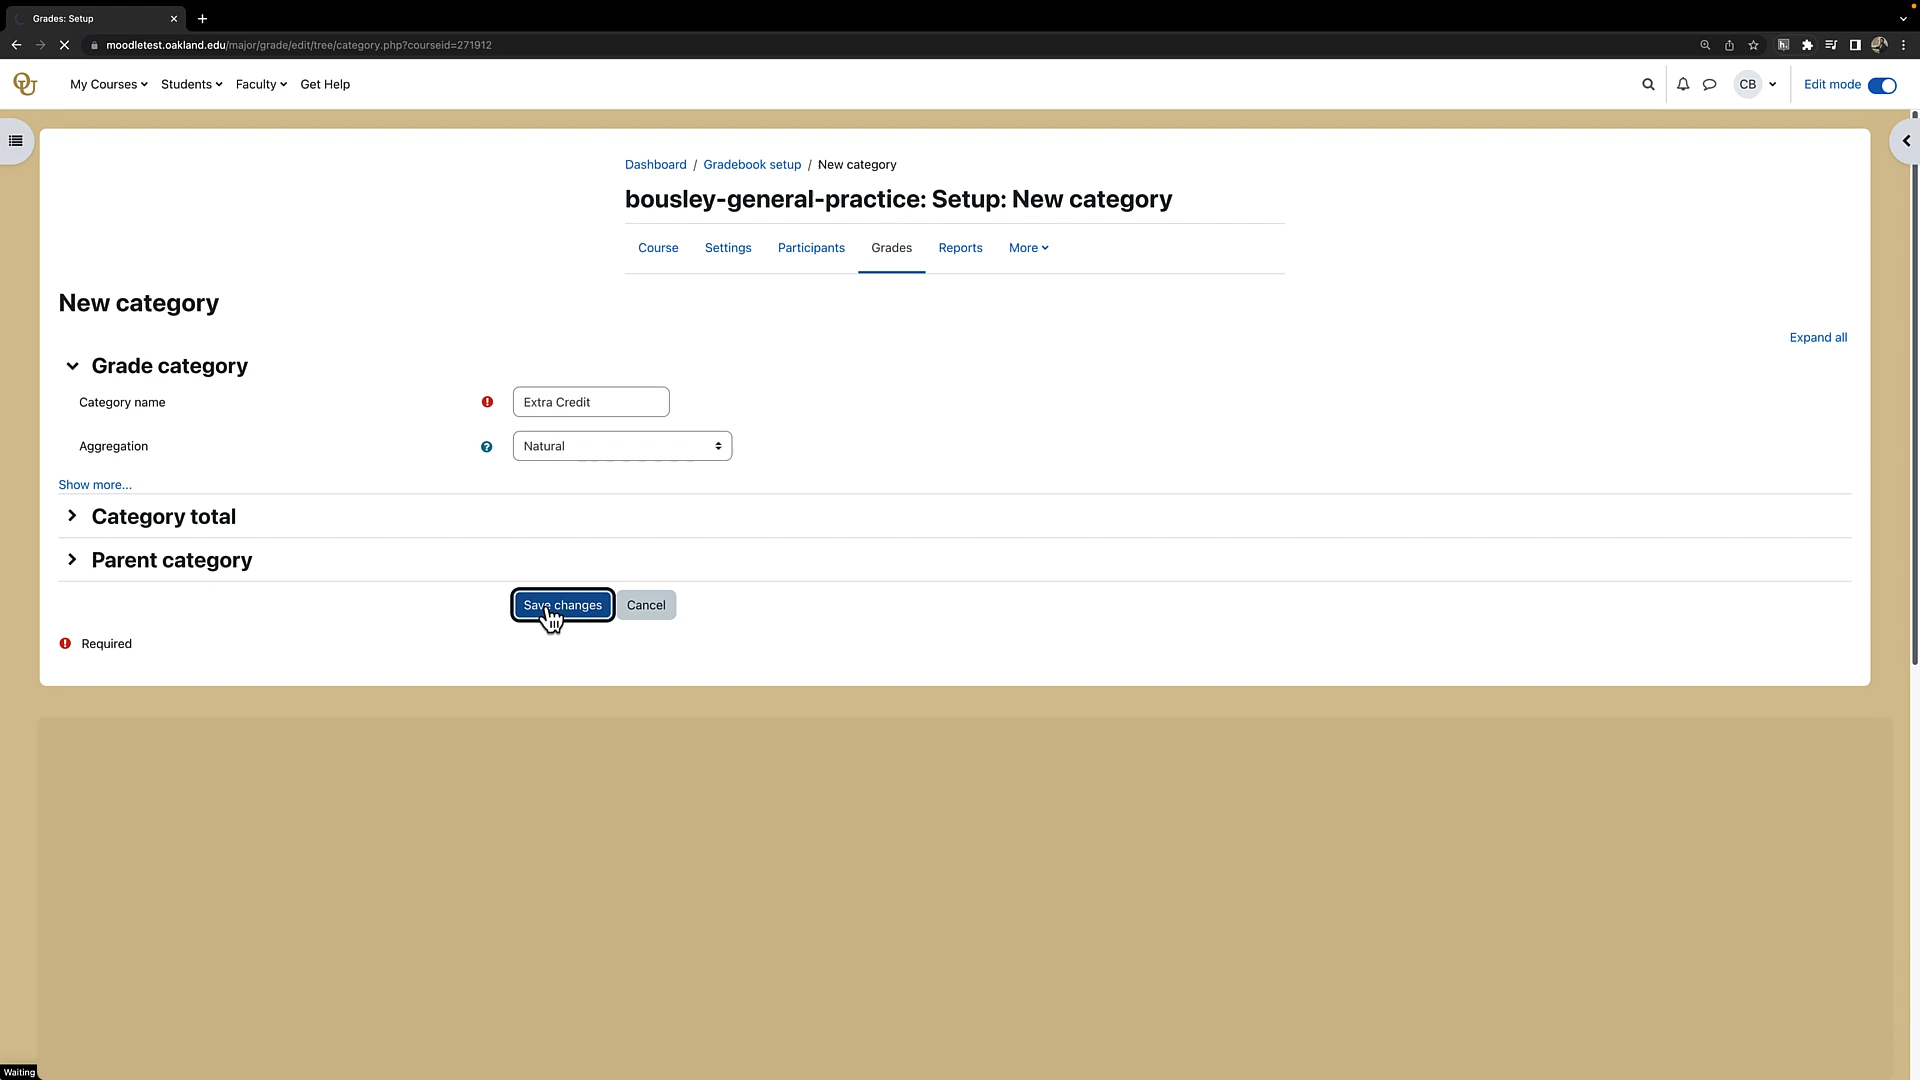 Grades: Setup
moodletest.oakland.edu/major/grade/edit/tree/category.php?courseid=271912
OU My Courses Students Faculty Get Help CB Edit mode
Dashboard / Gradebook setup / New category
bousley-general-practice: Setup: New category
Course Settings Participants Grades Reports More
New category
Expand all
Grade category
Category name Extra Credit
Aggregation Natural
Show more...
Category total
Parent category
Save changes Cancel
Required
Waiting